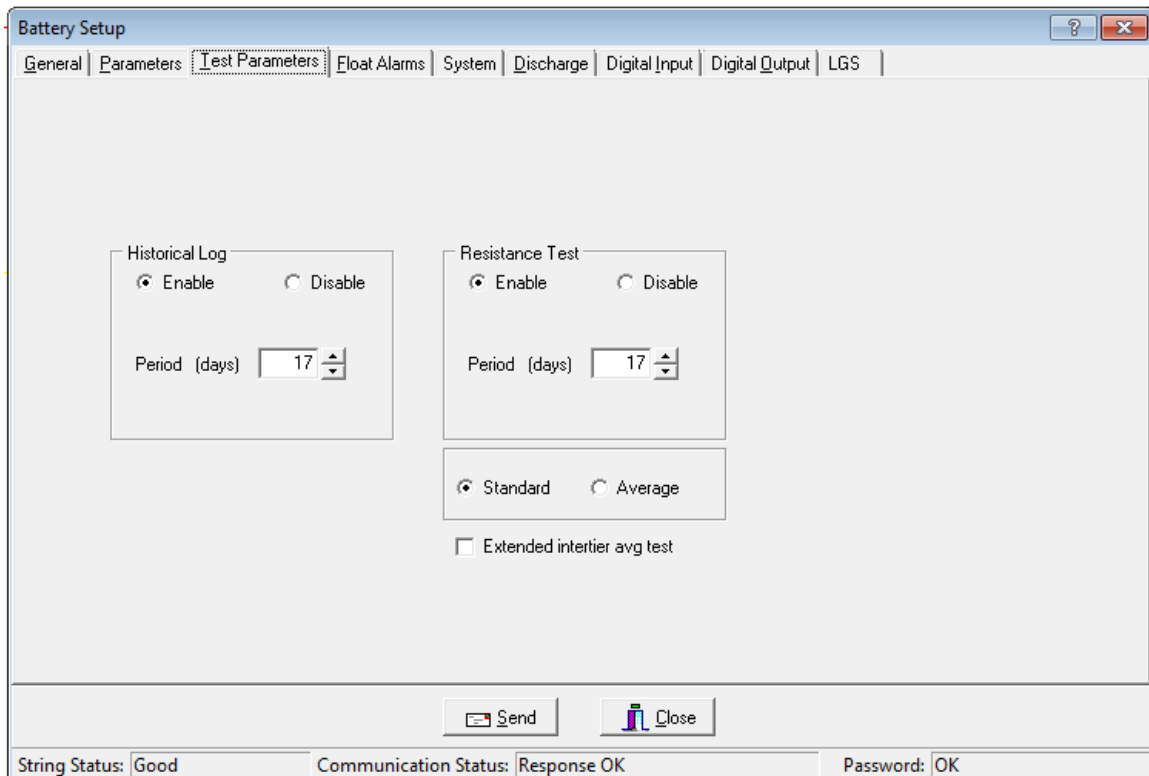 Battery Setup
General Parameters Test Parameters Float Alarms System Discharge Digital Input Digital Output LGS
Historical Log
Enable Disable
Period (days) 17
Resistance Test
Enable Disable
Period (days) 17
Standard Average
Extended intertier avg test
Send Close
String Status: Good Communication Status: Response OK Password: OK